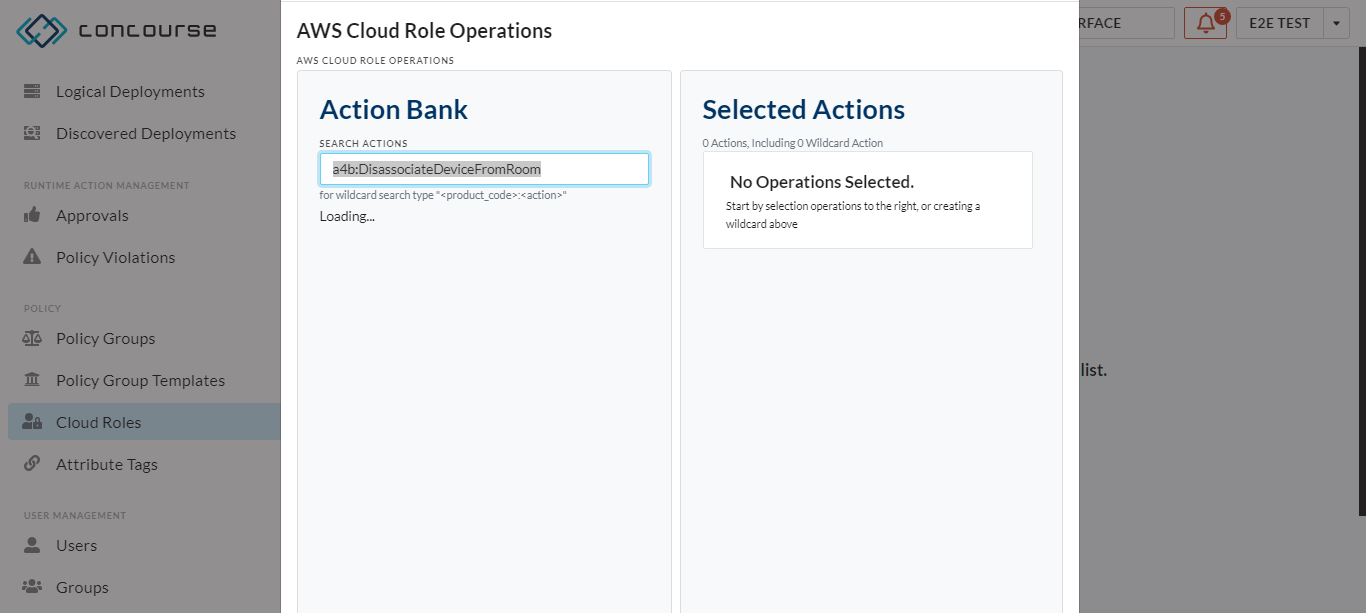 concourse
Logical Deployments
Discovered Deployments
RUNTIME ACTION MANAGEMENT
Approvals
Policy Violations
POLICY
Policy Groups
Policy Group Templates
Cloud Roles
Attribute Tags
USER MANAGEMENT
Users
Groups
AWS Cloud Role Operations
AWS CLOUD ROLE OPERATIONS
Action Bank
SEARCH ACTIONS
a4b:DisassociateDeviceFromRoom
for wildcard search type "<product_code>:<action>"
Loading...
Selected Actions
0 Actions, Including 0 Wildcard Action
No Operations Selected.
Start by selection operations to the right, or creating a
wildcard above
RFACE
5
E2E TEST
list.